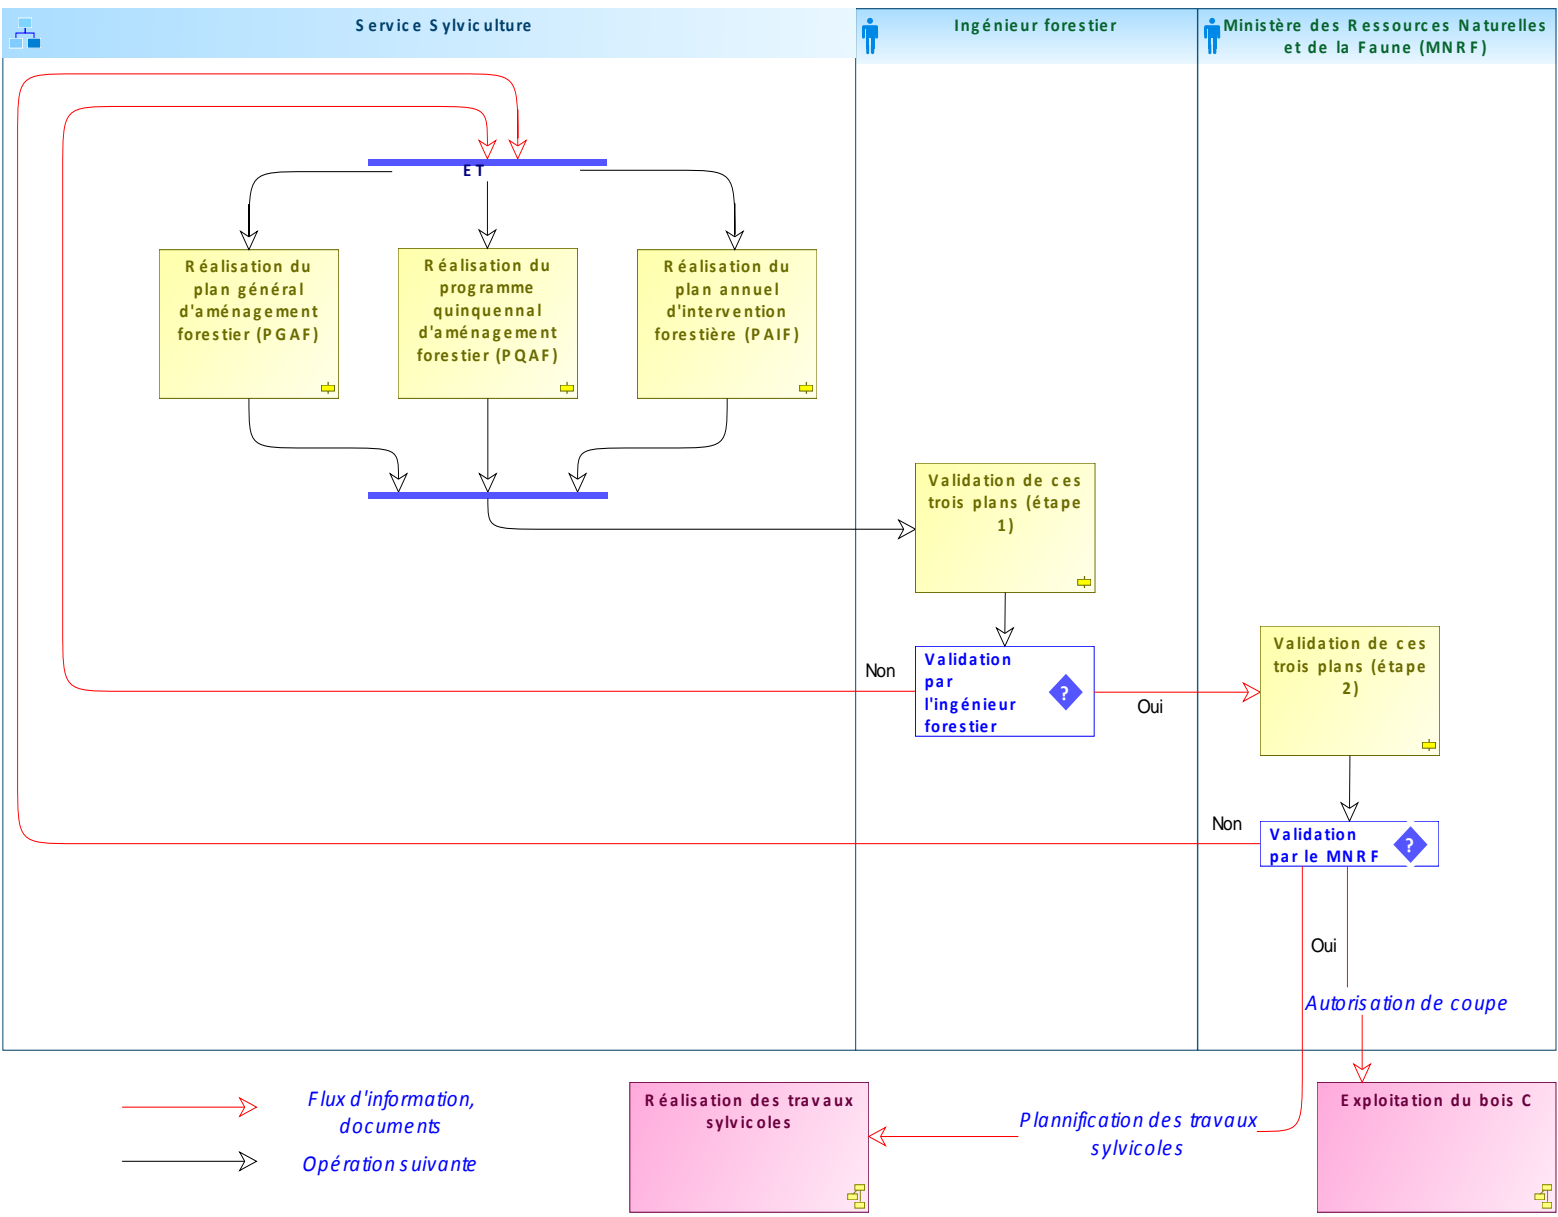 Service Sylviculture
Ingénieur forestier
Ministère des Ressources Naturelles
et de la Faune (MNRF)
ET
Réalisation du
plan général
d'aménagement
forestier (PGAF)
Réalisation du
programme
quinquennal
d'aménagement
forestier (PQAF)
Réalisation du
plan annuel
d'intervention
forestière (PAIF)
Validation de ces
trois plans (étape
1)
Validation
par
l'ingénieur
forestier
?
Non
Oui
Validation de ces
trois plans (étape
2)
Non
Validation
par le MNRF
?
Oui
Autorisation de coupe
Flux d'information,
documents
Opération suivante
Réalisation des travaux
sylvicoles
Plannification des travaux
sylvicoles
Exploitation du bois C